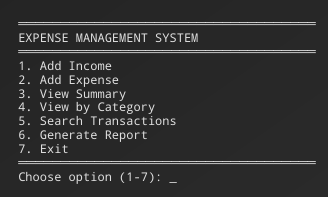 EXPENSE MANAGEMENT SYSTEM
1. Add Income
2. Add Expense
3. View Summary
4. View by Category
5. Search Transactions
6. Generate Report
7. Exit
Choose option (1-7): _